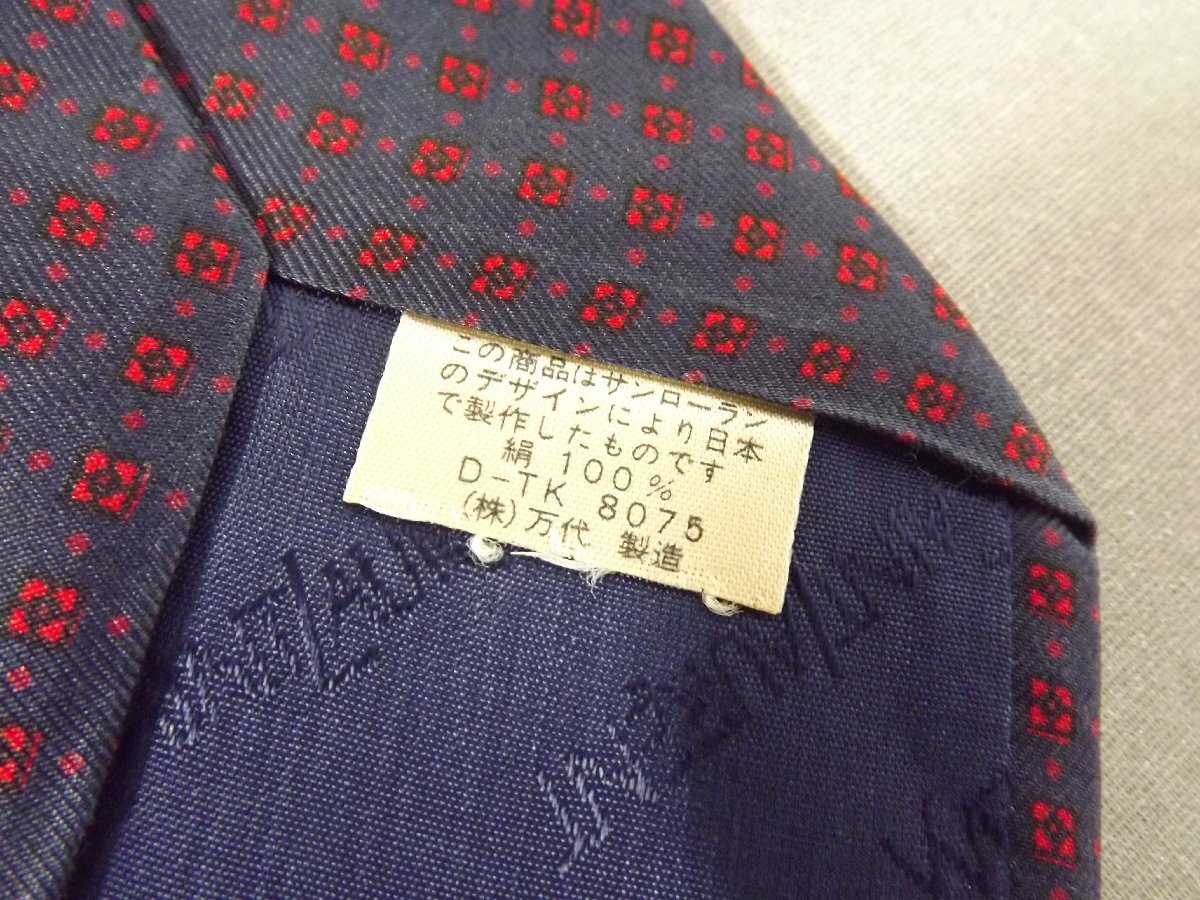 この商品はサンローラン
のデザインにより日本
で製作したものです
絹 100%
D-TK 8075
(株)万代 製造